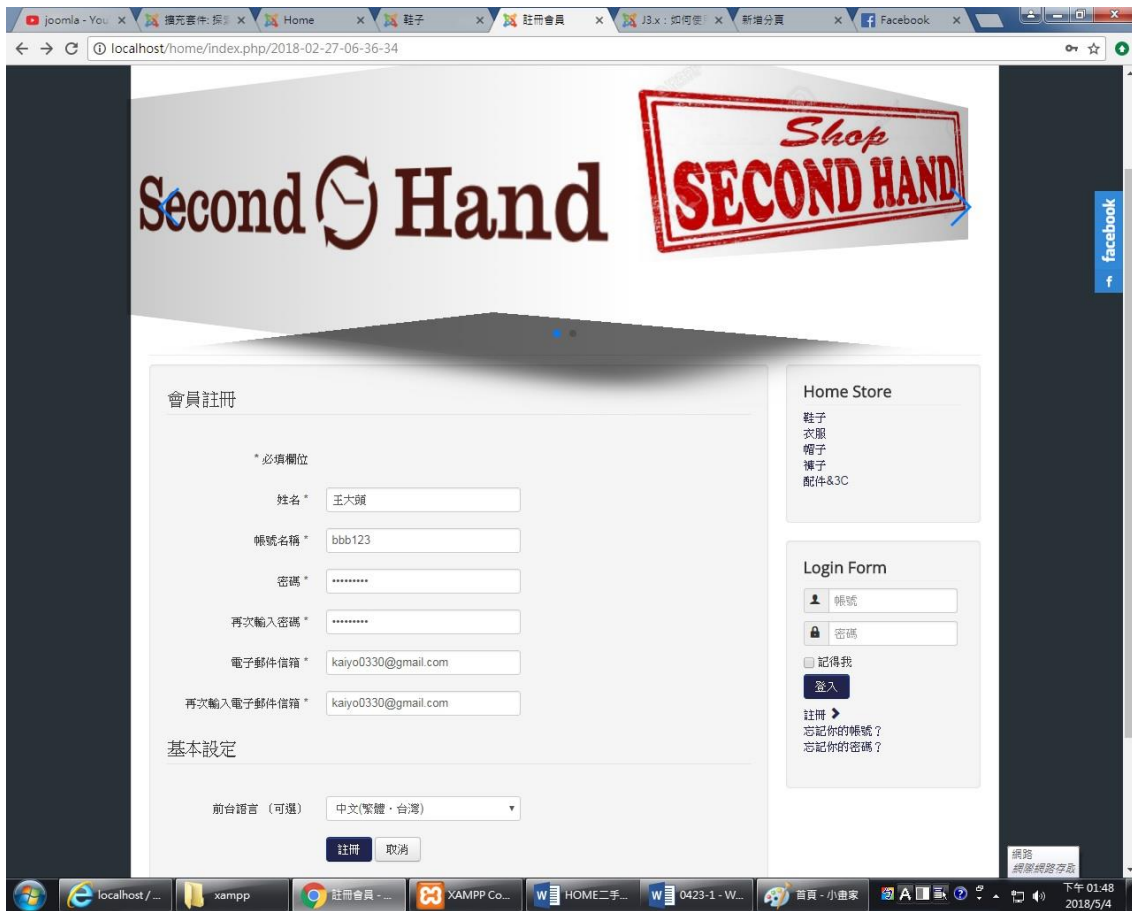 joomla - You
擴充套件: 探
Home
鞋子
註冊會員
J3.x：如何使
新增分頁
Facebook
localhost/home/index.php/2018-02-27-06-36-34
Second Hand
Shop
SECOND HAND
facebook
f
會員註冊
* 必填欄位
姓名 *
王大頭
帳號名稱 *
bbb123
密碼 *
•••••••••
再次輸入密碼 *
•••••••••
電子郵件信箱 *
kaiyo0330@gmail.com
再次輸入電子郵件信箱 *
kaiyo0330@gmail.com
基本設定
前台語言 （可選）
中文(繁體・台灣)
註冊
取消
Home Store
鞋子
衣服
帽子
褲子
配件&3C
Login Form
帳號
密碼
記得我
登入
註冊
忘記你的帳號？
忘記你的密碼？
網路
網際網路存取
localhost /...
xampp
註冊會員 - ...
XAMPP Co...
HOME二手...
0423-1 - W...
首頁 - 小畫家
A
下午 01:48
2018/5/4